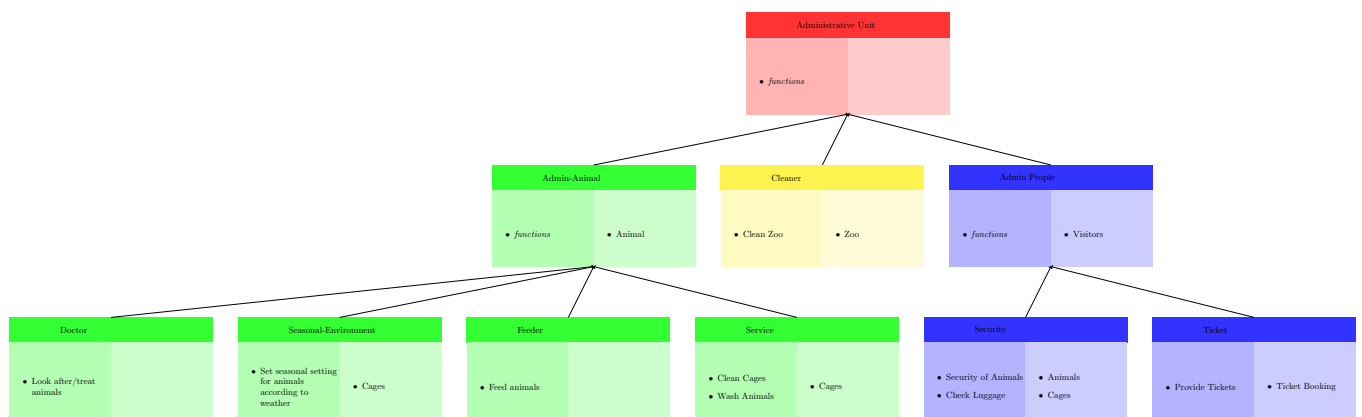 Administrative Unit
• functions
Admin-Animal
• functions
• Animal
Cleaner
• Clean Zoo
• Zoo
Admin People
• functions
• Visitors
Doctor
• Look after/treat
animals
Seasonal-Environment
• Set seasonal setting
for animals
according to
weather
• Cages
Feeder
• Feed animals
Service
• Clean Cages
• Wash Animals
• Cages
Security
• Security of Animals
• Check Luggage
• Animals
• Cages
Ticket
• Provide Tickets
• Ticket Booking